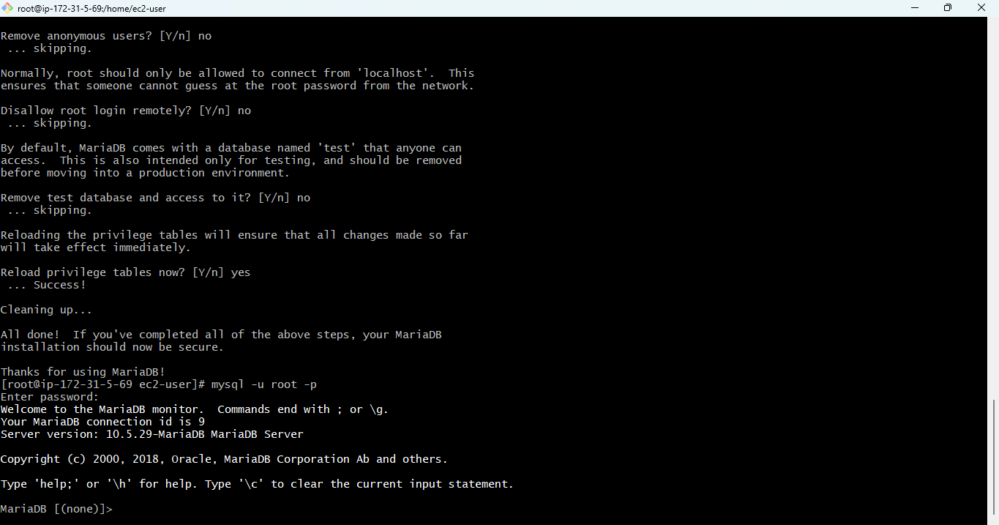 root@ip-172-31-5-69:/home/ec2-user
Remove anonymous users? [Y/n] no
 ... skipping.
Normally, root should only be allowed to connect from 'localhost'.  This
ensures that someone cannot guess at the root password from the network.
Disallow root login remotely? [Y/n] no
 ... skipping.
By default, MariaDB comes with a database named 'test' that anyone can
access.  This is also intended only for testing, and should be removed
before moving into a production environment.
Remove test database and access to it? [Y/n] no
 ... skipping.
Reloading the privilege tables will ensure that all changes made so far
will take effect immediately.
Reload privilege tables now? [Y/n] yes
 ... Success!
Cleaning up...
All done!  If you've completed all of the above steps, your MariaDB
installation should now be secure.
Thanks for using MariaDB!
[root@ip-172-31-5-69 ec2-user]# mysql -u root -p
Enter password:
Welcome to the MariaDB monitor.  Commands end with ; or \g.
Your MariaDB connection id is 9
Server version: 10.5.29-MariaDB MariaDB Server
Copyright (c) 2000, 2018, Oracle, MariaDB Corporation Ab and others.
Type 'help;' or '\h' for help. Type '\c' to clear the current input statement.
MariaDB [(none)]>